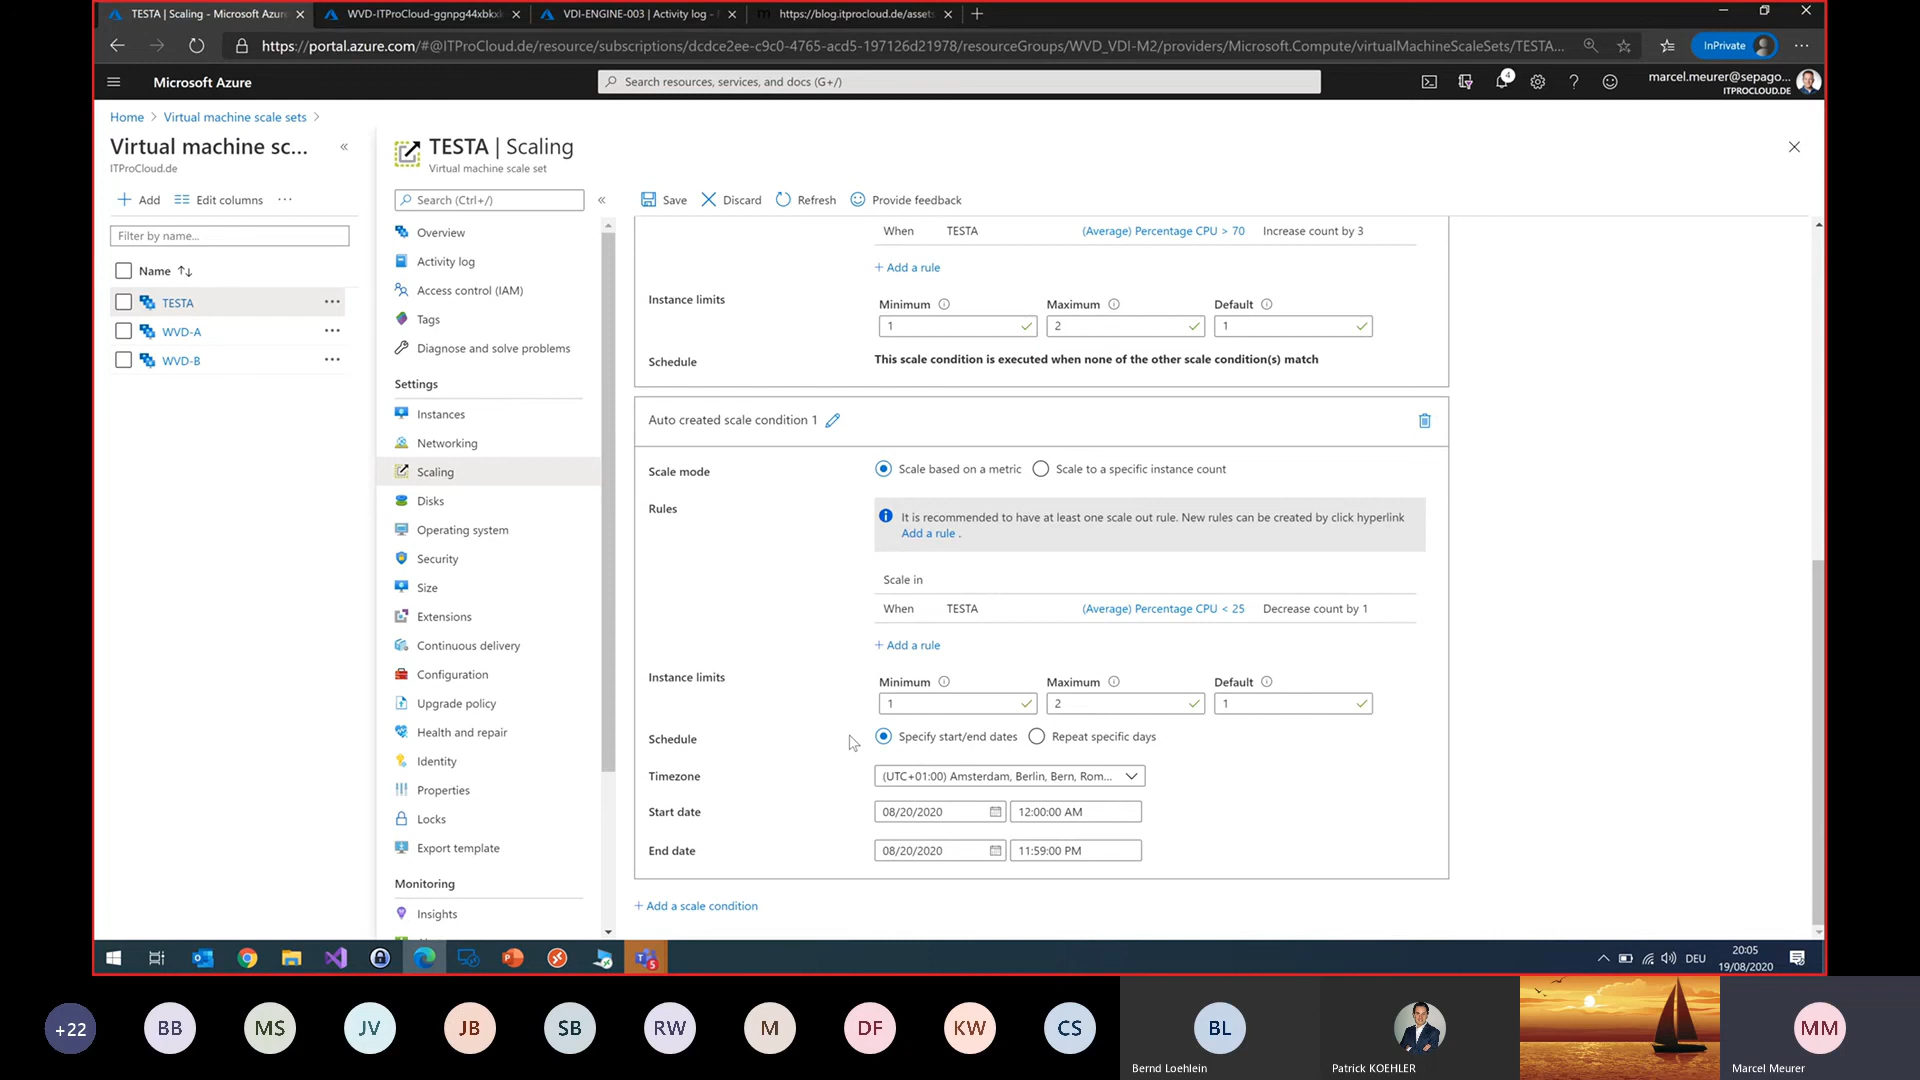 TESTA | Scaling - Microsoft Azure
WVD-ITProCloud-ggnpg44xbkx
VDI-ENGINE-003 | Activity log -
https://blog.itprocloud.de/assets
https://portal.azure.com/#@ITProCloud.de/resource/subscriptions/dcdce2ee-c9c0-4765-acd5-197126d21978/resourceGroups/WVD_VDI-M2/providers/Microsoft.Compute/virtualMachineScaleSets/TESTA...
InPrivate
Microsoft Azure
Search resources, services, and docs (G+/)
4
marcel.meurer@sepago...
ITPROCLOUD.DE
Home > Virtual machine scale sets >
Virtual machine sc...
ITProCloud.de
Add
Edit columns
Filter by name...
Name
TESTA
WVD-A
WVD-B
TESTA | Scaling
Virtual machine scale set
Search (Ctrl+/)
Overview
Activity log
Access control (IAM)
Tags
Diagnose and solve problems
Settings
Instances
Networking
Scaling
Disks
Operating system
Security
Size
Extensions
Continuous delivery
Configuration
Upgrade policy
Health and repair
Identity
Properties
Locks
Export template
Monitoring
Insights
Save
Discard
Refresh
Provide feedback
When TESTA (Average) Percentage CPU > 70 Increase count by 3
+ Add a rule
Instance limits
Minimum Maximum Default
1 2 1
Schedule This scale condition is executed when none of the other scale condition(s) match
Auto created scale condition 1
Scale mode Scale based on a metric Scale to a specific instance count
Rules
It is recommended to have at least one scale out rule. New rules can be created by click hyperlink
Add a rule .
Scale in
When TESTA (Average) Percentage CPU < 25 Decrease count by 1
+ Add a rule
Instance limits
Minimum Maximum Default
1 2 1
Schedule Specify start/end dates Repeat specific days
Timezone (UTC+01:00) Amsterdam, Berlin, Bern, Rom...
Start date 08/20/2020 12:00:00 AM
End date 08/20/2020 11:59:00 PM
+ Add a scale condition
DEU
20:05
19/08/2020
+22
BB
MS
JV
JB
SB
RW
M
DF
KW
CS
BL
Bernd Loehlein
Patrick KOEHLER
MM
Marcel Meurer